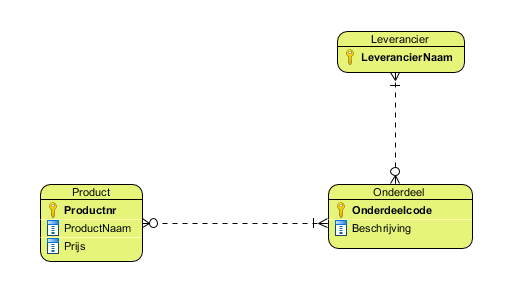 Leverancier
LeverancierNaam
Product
Productnr
ProductNaam
Prijs
Onderdeel
Onderdeelcode
Beschrijving